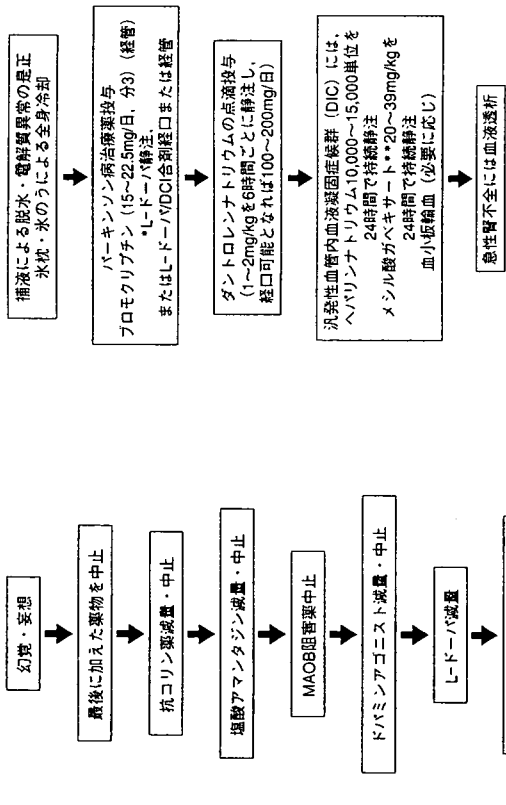 補液による脱水・電解質異常の是正
氷枕・氷のうによる全身冷却
パーキンソン病治療薬投与
ブロモクリプチン（15～22.5mg/日，分3）（経管）
*L-ドーパ静注，
またはL-ドーパ/DCI合剤経口または経管
ダントロレンナトリウムの点滴投与
（1～2mg/kgを6時間ごとに静注し，
経口可能となれば100～200mg/日）
汎発性血管内血液凝固症候群（DIC）には，
ヘパリンナトリウム10,000～15,000単位を
24時間で持続静注
メシル酸ガベキサート**20～39mg/kgを
24時間で持続静注
血小板輸血（必要に応じ）
急性腎不全には血液透析
幻覚・妄想
最後に加えた薬物を中止
抗コリン薬減量・中止
塩酸アマンタジン減量・中止
MAOB阻害薬中止
ドパミンアゴニスト減量・中止
L-ドーパ減量